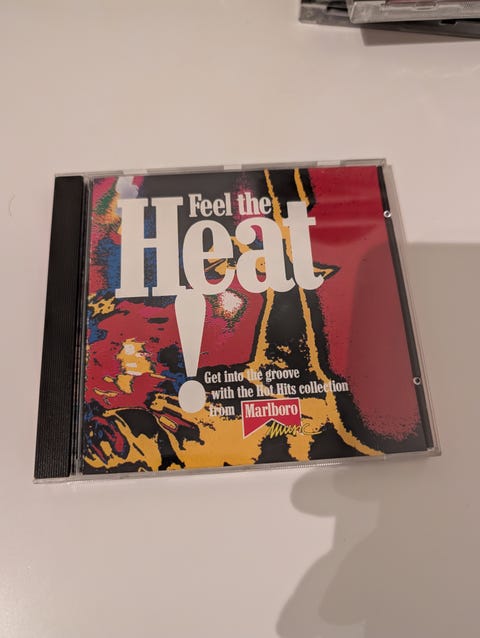 Feel the
Heat
!
Get into the groove
with the Hot Hits collection
from Marlboro
Music